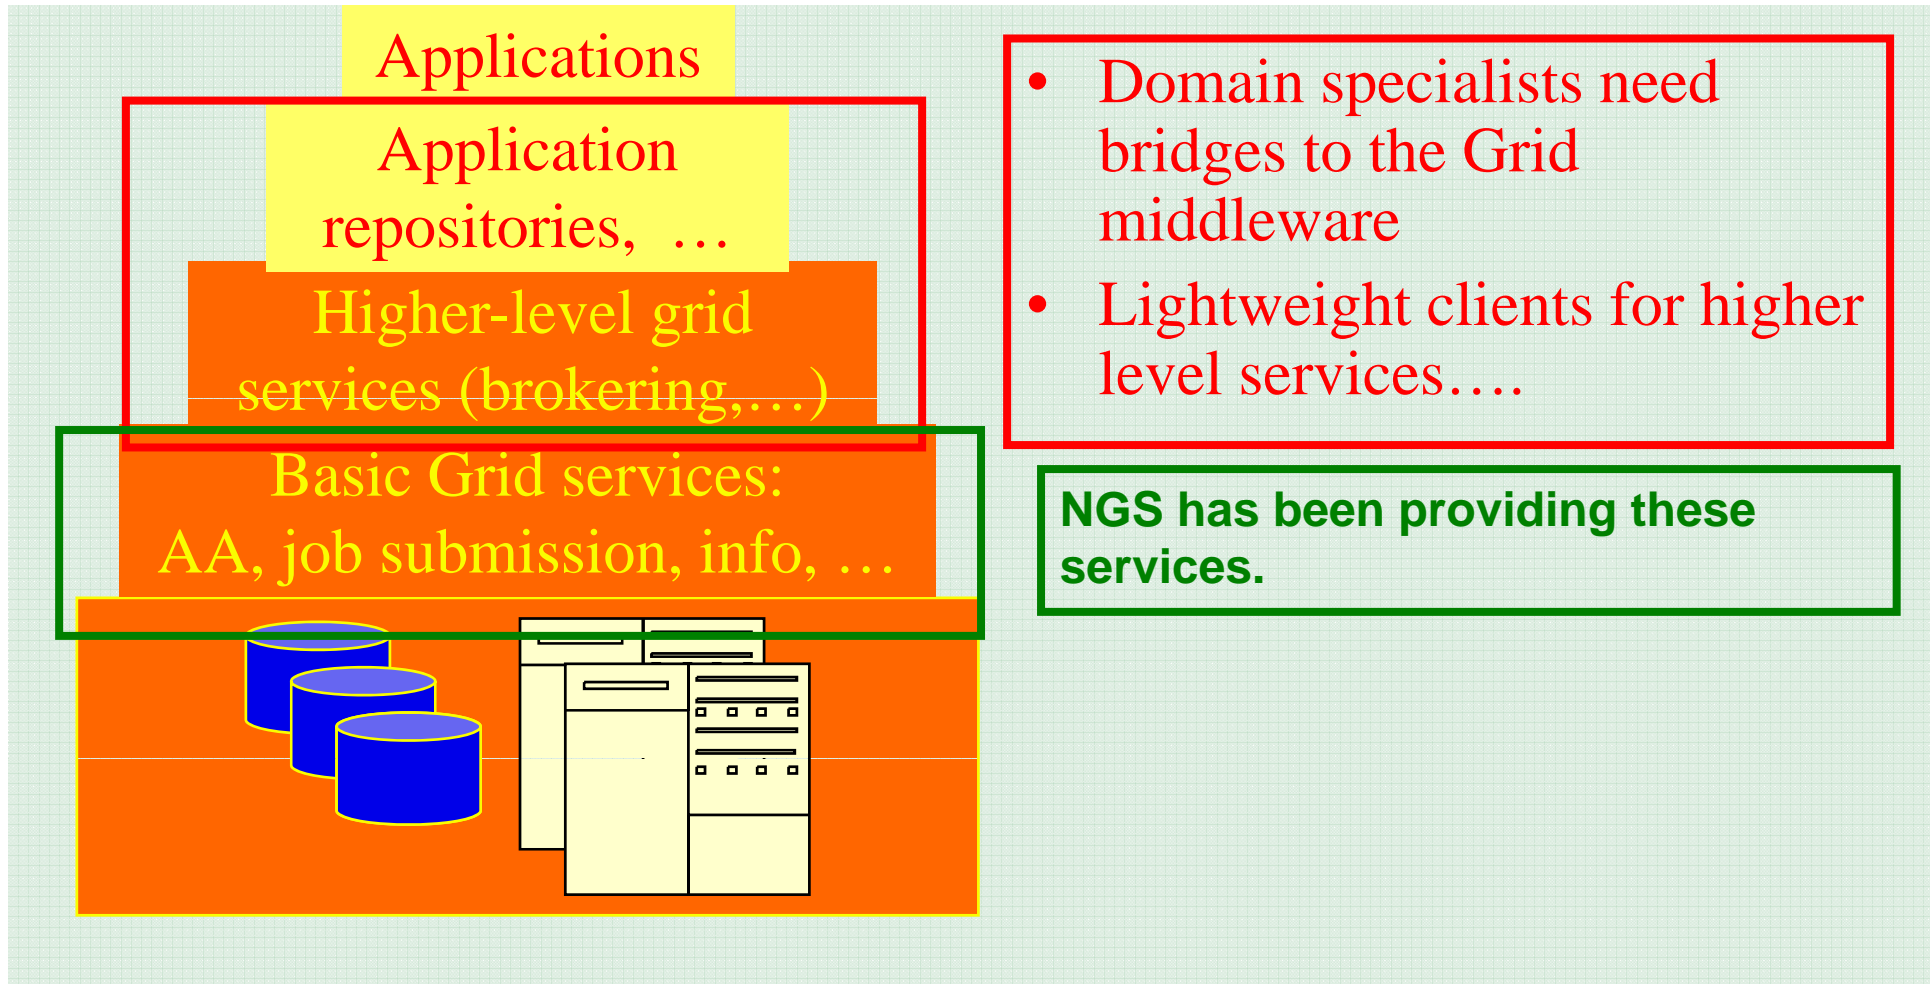 Applications
Application
repositories, …
Higher-level grid
services (brokering,…)
Basic Grid services:
AA, job submission, info, …
• Domain specialists need
bridges to the Grid
middleware
• Lightweight clients for higher
level services….
NGS has been providing these
services.